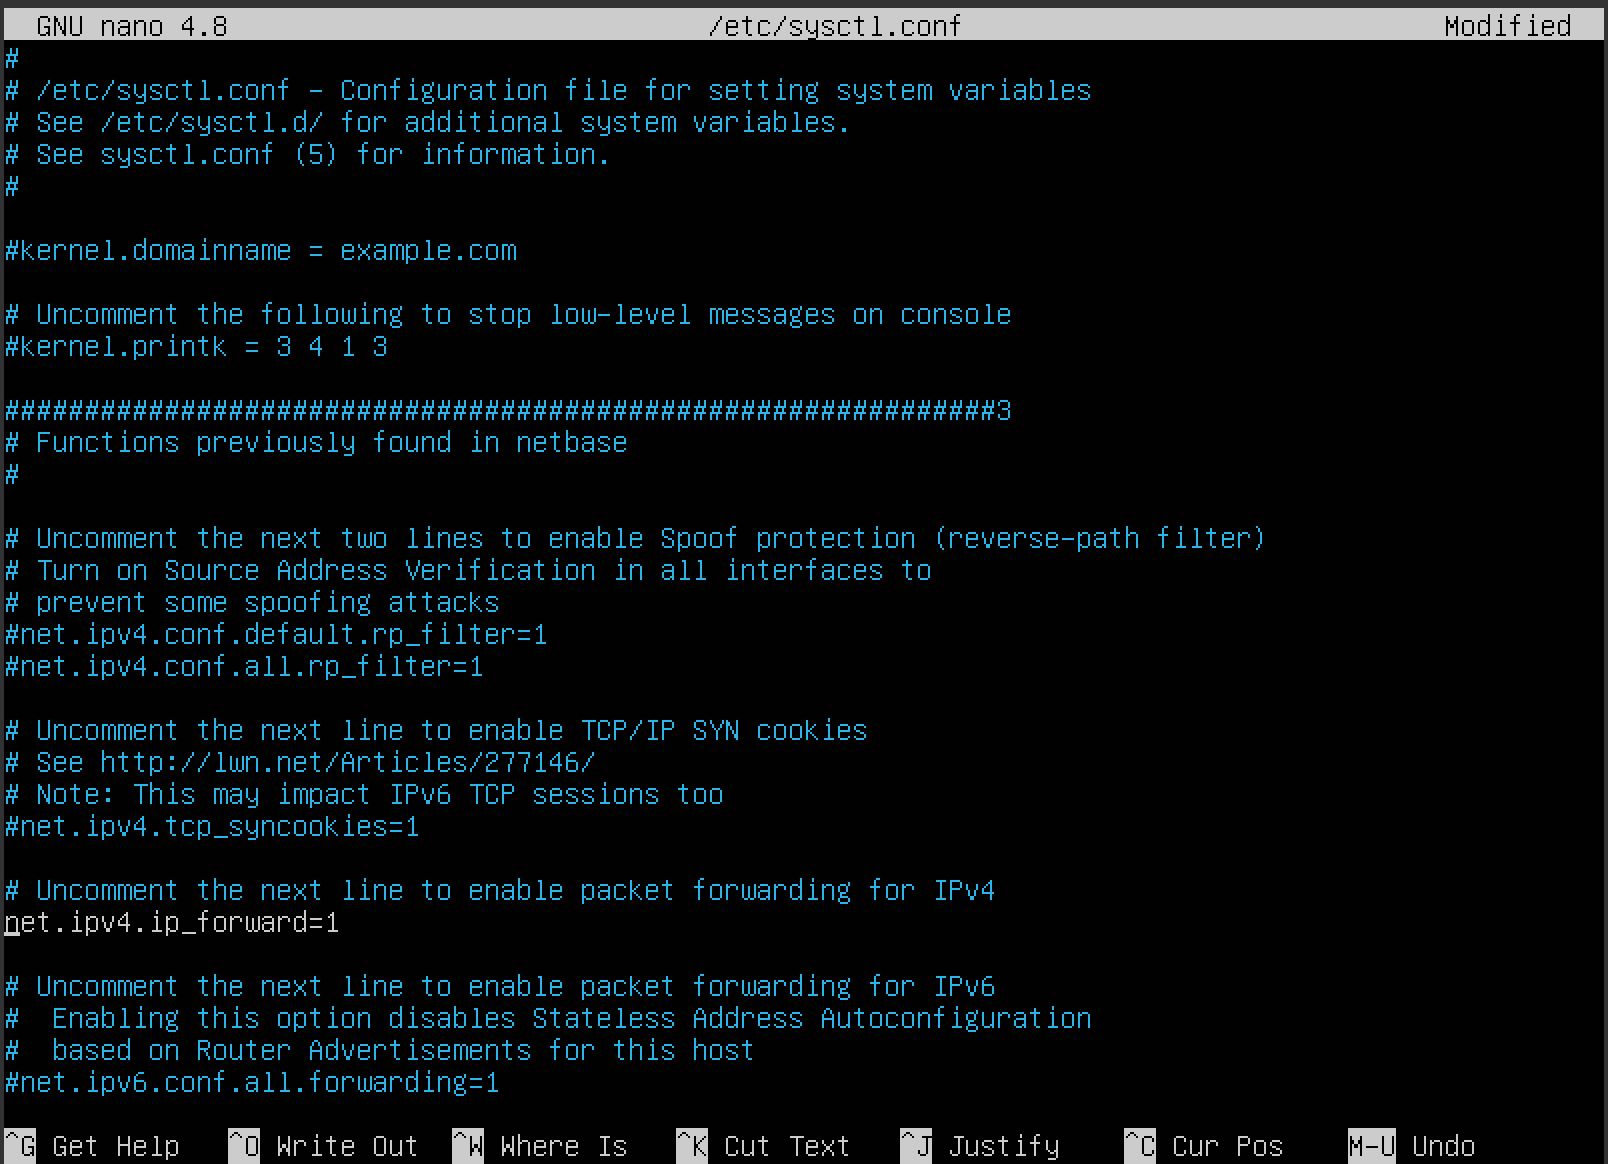 GNU nano 4.8 /etc/sysctl.conf Modified
#
# /etc/sysctl.conf - Configuration file for setting system variables
# See /etc/sysctl.d/ for additional system variables.
# See sysctl.conf (5) for information.
#
#kernel.domainname = example.com
# Uncomment the following to stop low-level messages on console
#kernel.printk = 3 4 1 3
##############################################################3
# Functions previously found in netbase
#
# Uncomment the next two lines to enable Spoof protection (reverse-path filter)
# Turn on Source Address Verification in all interfaces to
# prevent some spoofing attacks
#net.ipv4.conf.default.rp_filter=1
#net.ipv4.conf.all.rp_filter=1
# Uncomment the next line to enable TCP/IP SYN cookies
# See http://lwn.net/Articles/277146/
# Note: This may impact IPv6 TCP sessions too
#net.ipv4.tcp_syncookies=1
# Uncomment the next line to enable packet forwarding for IPv4
net.ipv4.ip_forward=1
# Uncomment the next line to enable packet forwarding for IPv6
#  Enabling this option disables Stateless Address Autoconfiguration
#  based on Router Advertisements for this host
#net.ipv6.conf.all.forwarding=1
^G Get Help ^O Write Out ^W Where Is ^K Cut Text ^J Justify ^C Cur Pos M-U Undo